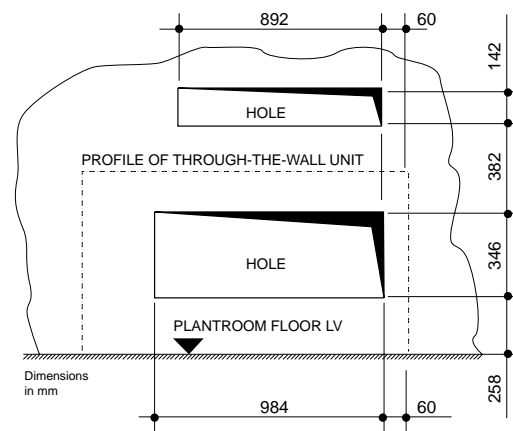 892
60
142
HOLE
382
PROFILE OF THROUGH-THE-WALL UNIT
HOLE
346
PLANTROOM FLOOR LV
258
Dimensions
in mm
984
60